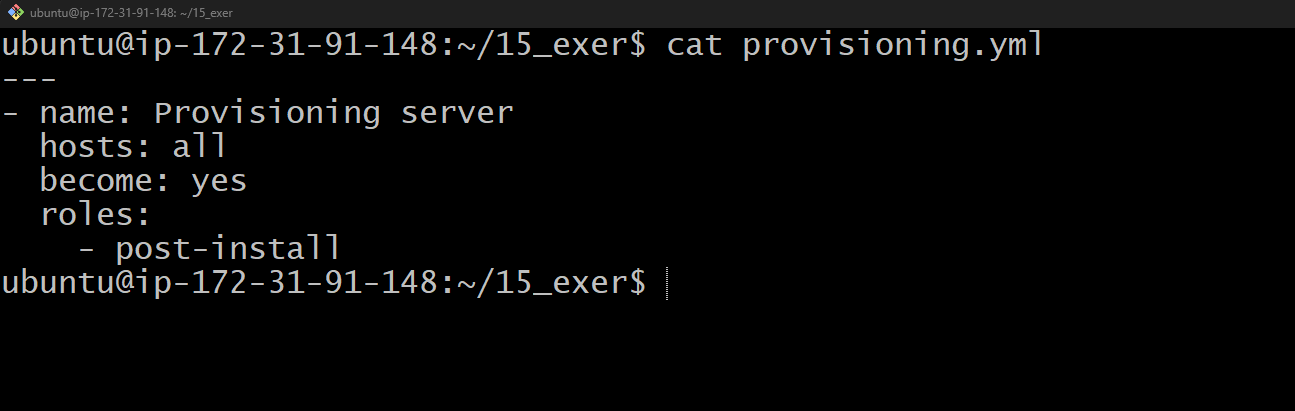 ubuntu@ip-172-31-91-148: ~/15_exer
ubuntu@ip-172-31-91-148:~/15_exer$ cat provisioning.yml
---
- name: Provisioning server
  hosts: all
  become: yes
  roles:
    - post-install
ubuntu@ip-172-31-91-148:~/15_exer$